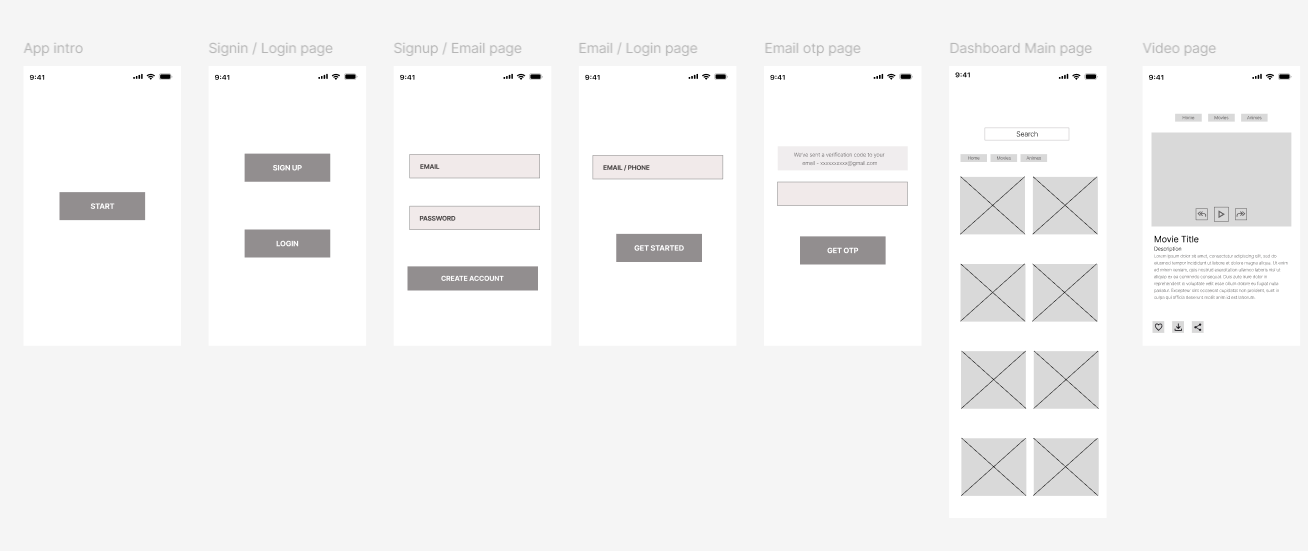 App intro
9:41
START
Signin / Login page
9:41
SIGN UP
LOGIN
Signup / Email page
9:41
EMAIL
PASSWORD
CREATE ACCOUNT
Email / Login page
9:41
EMAIL / PHONE
GET STARTED
Email otp page
9:41
We've sent a verification code to your
email - xxxxxxxxx@gmail.com
GET OTP
Dashboard Main page
9:41
Search
Home Movies Animes
Video page
9:41
Home Movies Animes
Movie Title
Description
Lorem ipsum dolor sit amet, consectetur adipiscing elit, sed do
eiusmod tempor incididunt ut labore et dolore magna aliqua. Ut enim
ad minim veniam, quis nostrud exercitation ullamco laboris nisi ut
aliquip ex ea commodo consequat. Duis aute irure dolor in
reprehenderit in voluptate velit esse cillum dolore eu fugiat nulla
pariatur. Excepteur sint occaecat cupidatat non proident, sunt in
culpa qui officia deserunt mollit anim id est laborum.